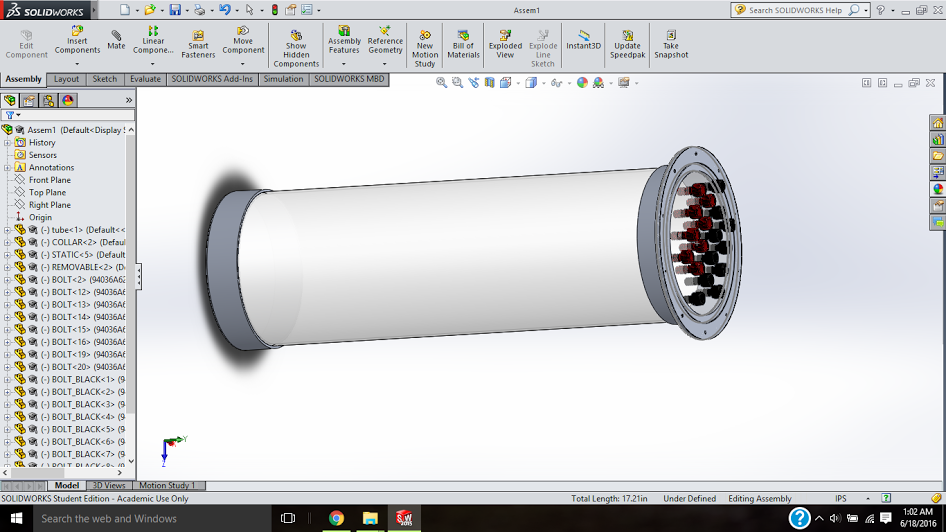 SOLIDWORKS
Assem1
Search SOLIDWORKS Help
Edit Component
Insert Components
Mate
Linear Compone...
Smart Fasteners
Move Component
Show Hidden Components
Assembly Features
Reference Geometry
New Motion Study
Bill of Materials
Exploded View
Explode Line Sketch
Instant3D
Update Speedpak
Take Snapshot
Assembly Layout Sketch Evaluate SOLIDWORKS Add-Ins Simulation SOLIDWORKS MBD
Assem1 (Default<Display S
History
Sensors
Annotations
Front Plane
Top Plane
Right Plane
Origin
(-) tube<1> (Default<
(-) COLLAR<2> (Defau
(-) STATIC<5> (Default
(-) REMOVABLE<2> (D
(-) BOLT<2> (94036A62
(-) BOLT<12> (94036A6
(-) BOLT<13> (94036A6
(-) BOLT<14> (94036A6
(-) BOLT<15> (94036A6
(-) BOLT<16> (94036A6
(-) BOLT<19> (94036A6
(-) BOLT<20> (94036A6
(-) BOLT_BLACK<1> (9
(-) BOLT_BLACK<2> (9
(-) BOLT_BLACK<3> (9
(-) BOLT_BLACK<4> (9
(-) BOLT_BLACK<5> (9
(-) BOLT_BLACK<6> (9
(-) BOLT_BLACK<7> (9
(-) BOLT_BLACK<8> (9
Y
Z
Model 3D Views Motion Study 1
SOLIDWORKS Student Edition - Academic Use Only
Total Length: 17.21in Under Defined Editing Assembly IPS
Search the web and Windows
SW
2015
1:02 AM
6/18/2016